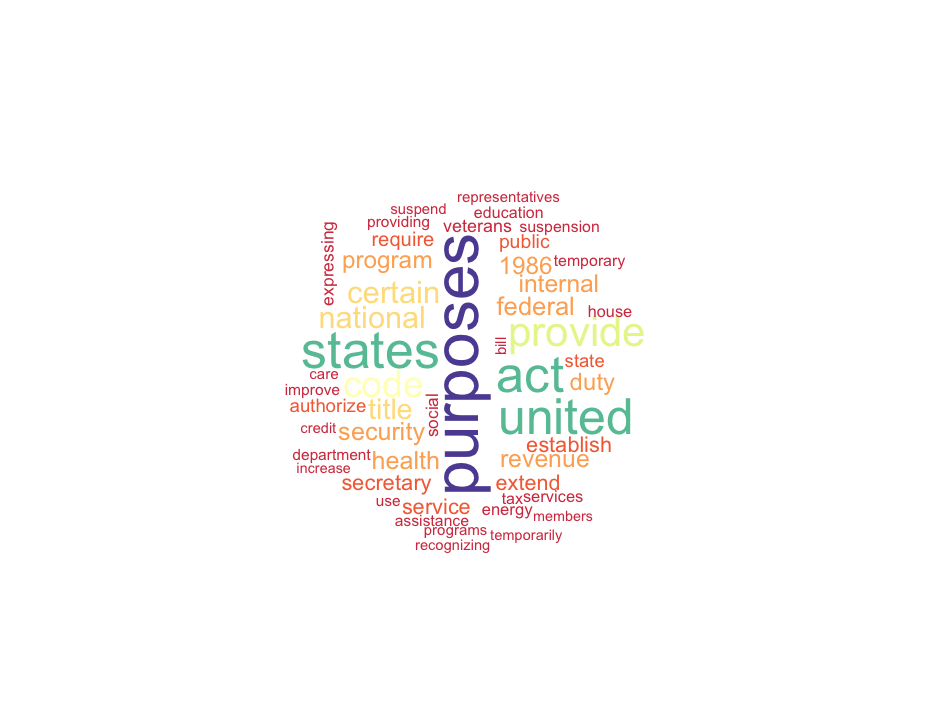 representatives
suspend
education
providing
veterans
suspension
require
public
expressing
program
1986
temporary
certain
internal
national
federal
house
purposes
provide
states
bill
act
state
care
code
duty
improve
authorize
title
social
united
credit
security
establish
department
health
revenue
increase
secretary
extend
use
service
tax
services
energy
assistance
members
programs
temporarily
recognizing